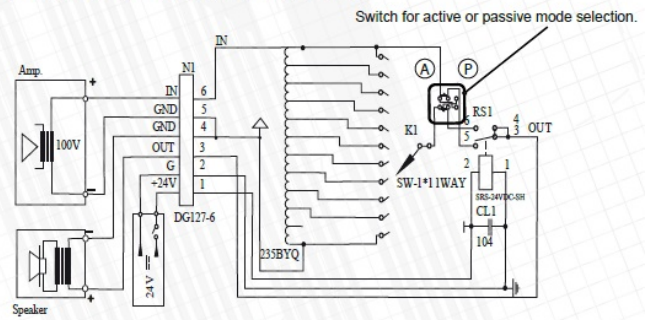 Switch for active or passive mode selection.
IN
Amp.
+
N1
A
P
IN
6
GND
5
GND
4
OUT
3
G
2
+24V
1
100V
-
DG127-6
K1
RS1
6
5
4
3
OUT
2
1
SW-1*11WAY
SRS-24VDC-SH
CL1
104
235BYQ
24V
-
+
Speaker